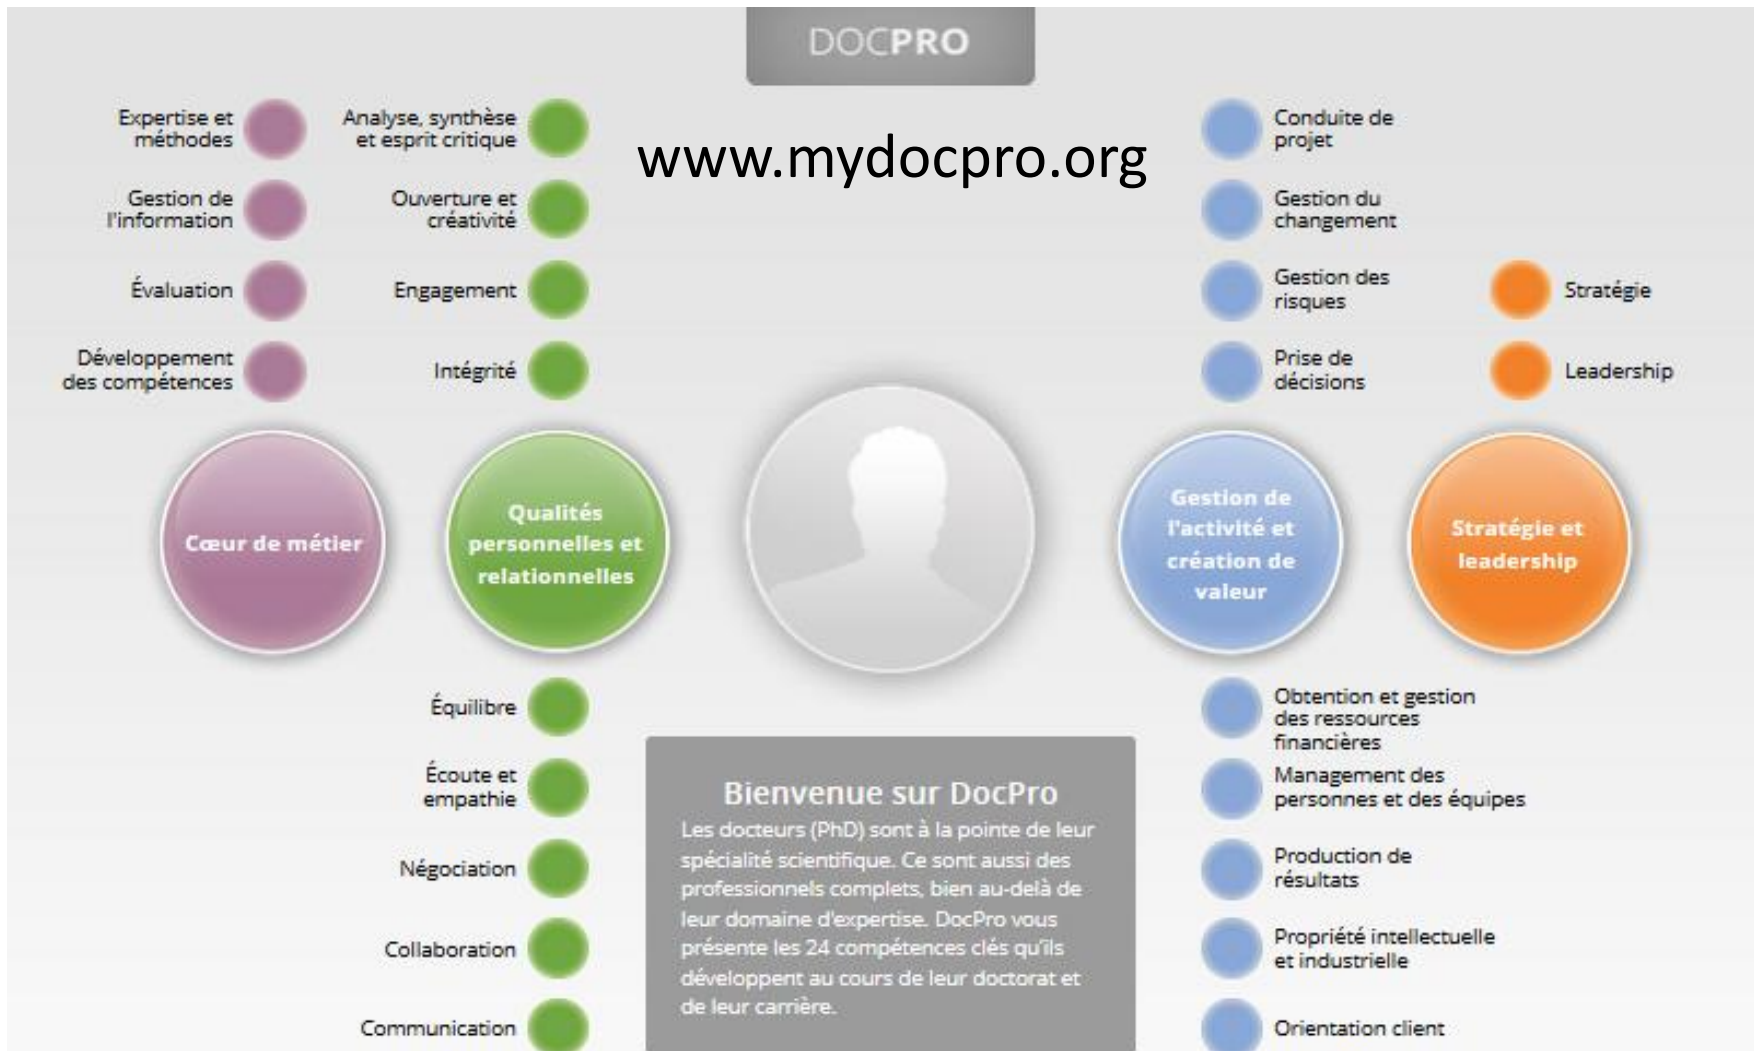 DOCPRO
www.mydocpro.org
Expertise et
méthodes
Gestion de
l'information
Évaluation
Développement
des compétences
Cœur de métier
Analyse, synthèse
et esprit critique
Ouverture et
créativité
Engagement
Intégrité
Qualités
personnelles et
relationnelles
Équilibre
Écoute et
empathie
Négociation
Collaboration
Communication
Bienvenue sur DocPro
Les docteurs (PhD) sont à la pointe de leur
spécialité scientifique. Ce sont aussi des
professionnels complets, bien au-delà de
leur domaine d'expertise. DocPro vous
présente les 24 compétences clés qu'ils
développent au cours de leur doctorat et
de leur carrière.
Conduite de
projet
Gestion du
changement
Gestion des
risques
Prise de
décisions
Gestion de
l'activité et
création de
valeur
Obtention et gestion
des ressources
financières
Management des
personnes et des équipes
Production de
résultats
Propriété intellectuelle
et industrielle
Orientation client
Stratégie
Leadership
Stratégie et
leadership